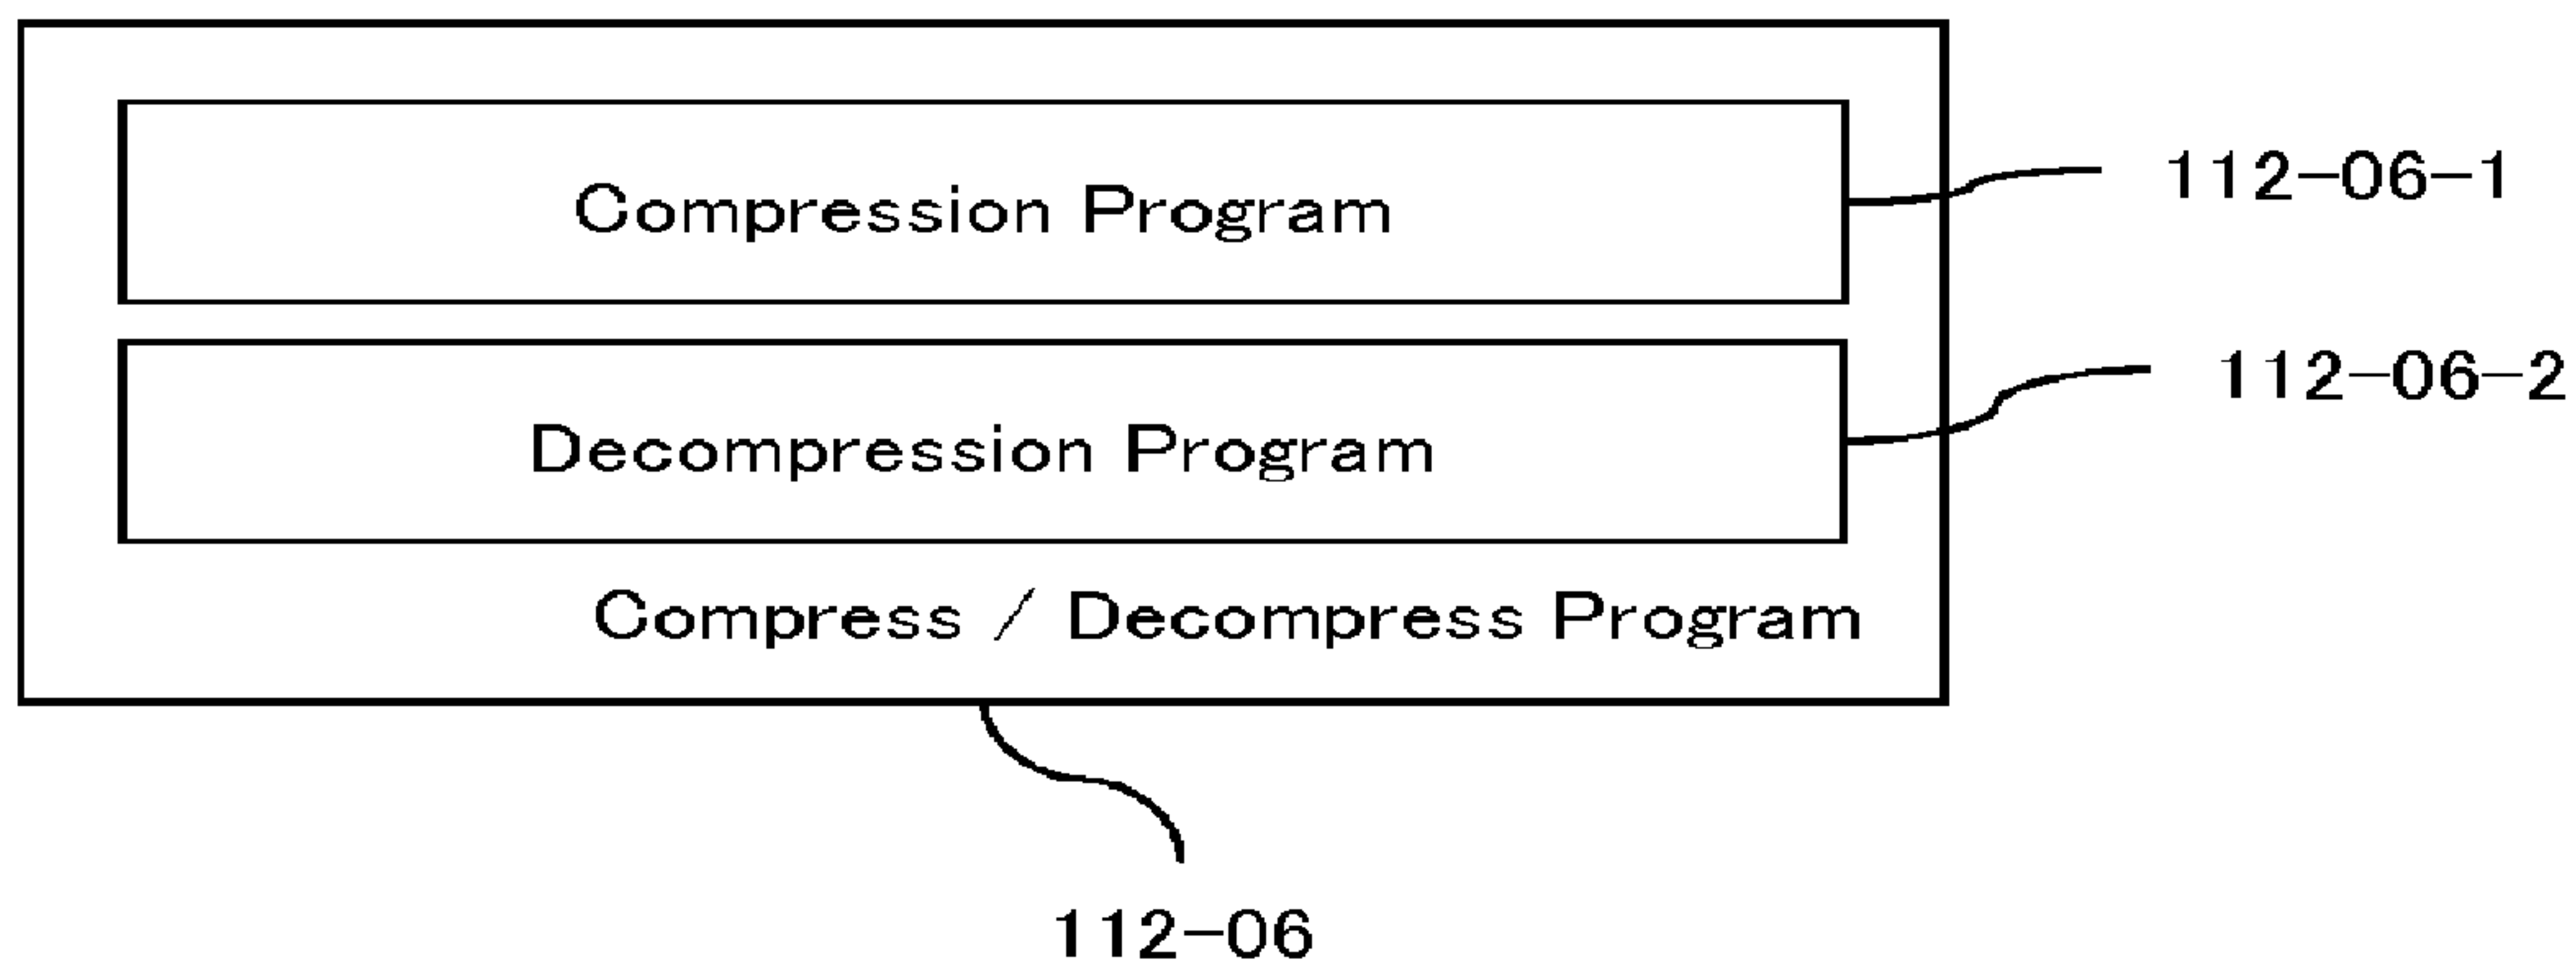 Compression Program
112-06-1
Decompression Program
112-06-2
Compress / Decompress Program
112-06